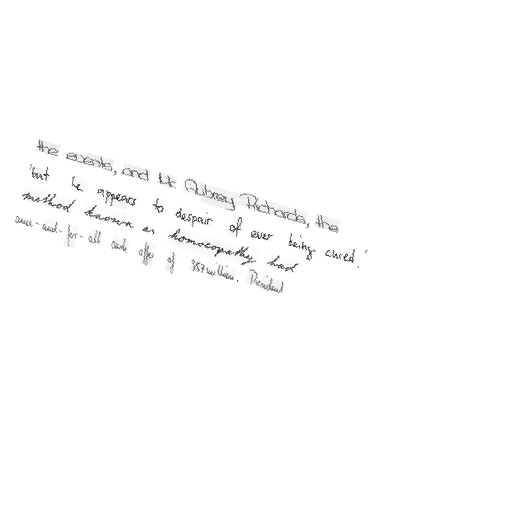 the events, and Mr. Aubrey Richards, the
'but he appears to despair of ever being cured.'
method known as homoeopathy had
once-and-for-all cash offer of 357 million. President